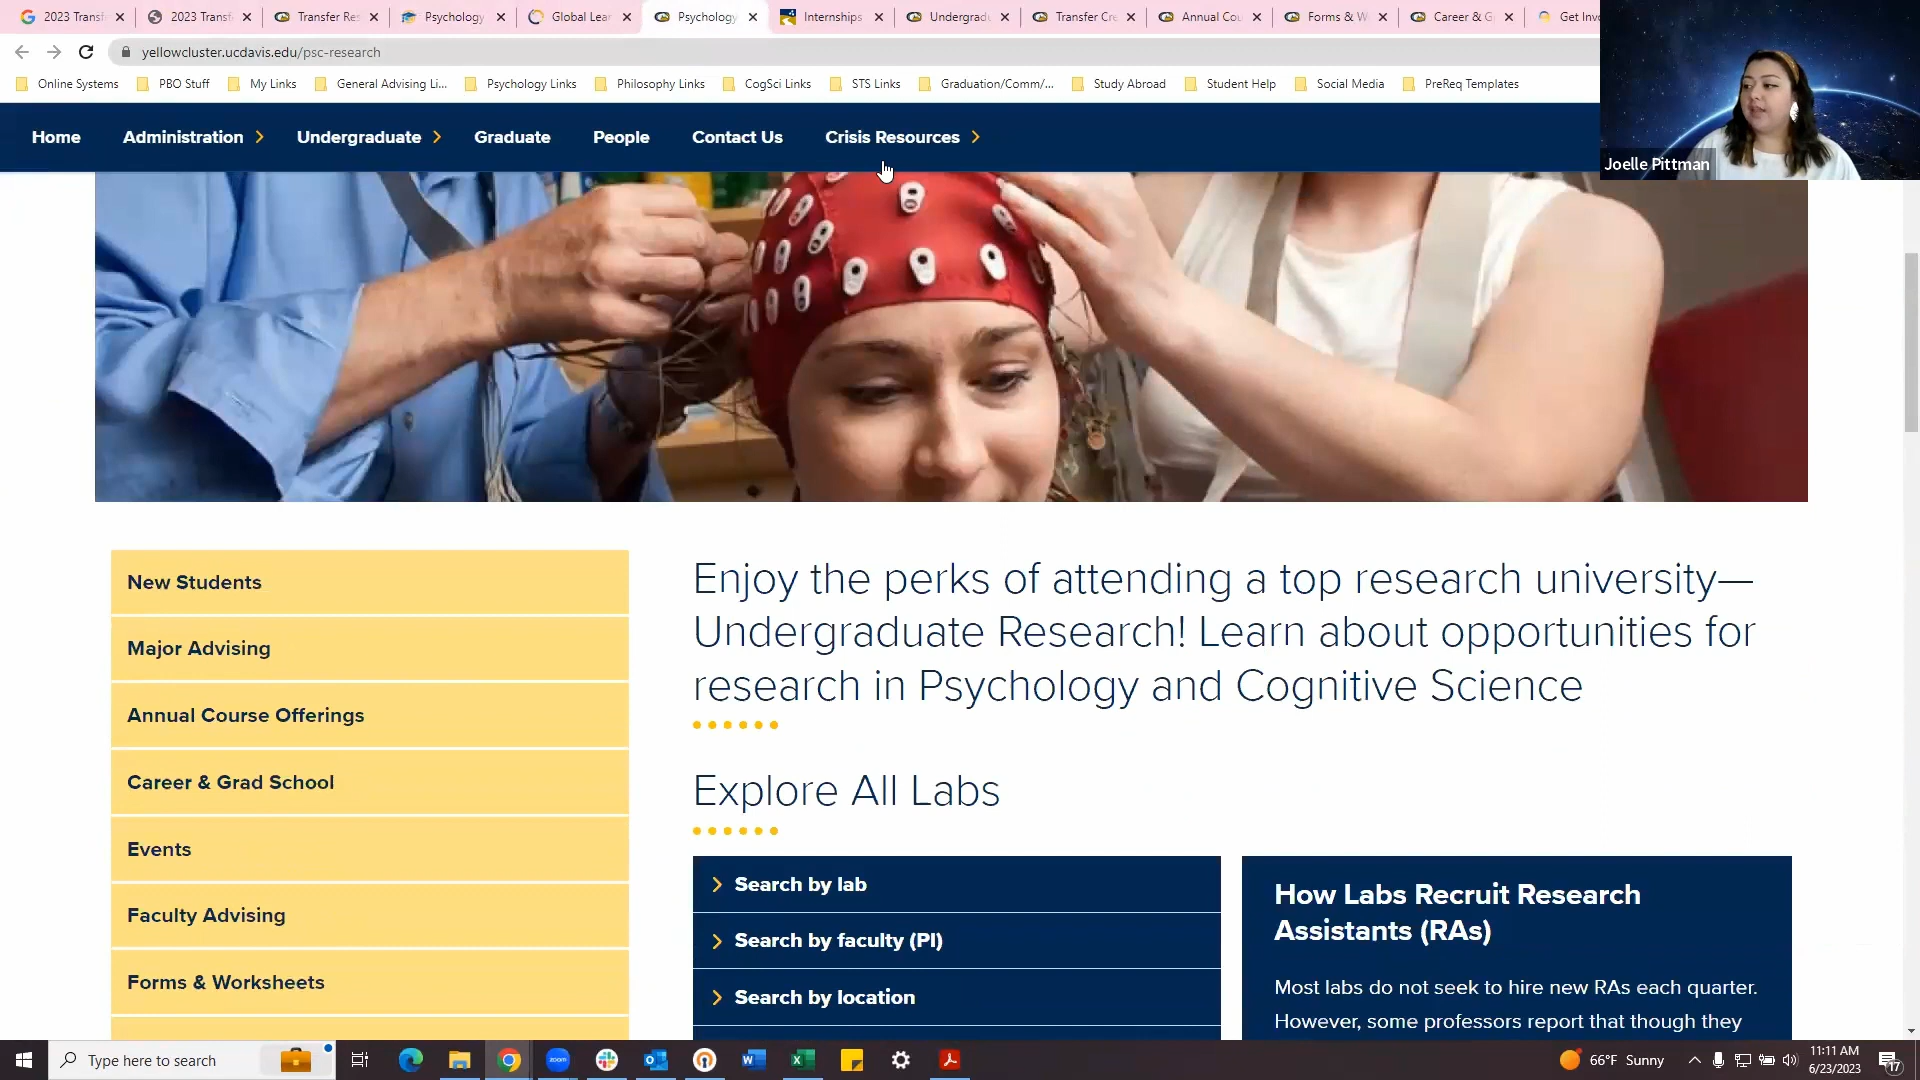 2023 Transf
2023 Transf
Transfer Res
Psychology
Global Lear
Psychology
Internships
Undergradu
Transfer Cre
Annual Cou
Forms & W
Career & G
Get Invo
yellowcluster.ucdavis.edu/psc-research
Online Systems
PBO Stuff
My Links
General Advising Li...
Psychology Links
Philosophy Links
CogSci Links
STS Links
Graduation/Comm/...
Study Abroad
Student Help
Social Media
PreReq Templates
Home
Administration
Undergraduate
Graduate
People
Contact Us
Crisis Resources
Joelle Pittman
New Students
Major Advising
Annual Course Offerings
Career & Grad School
Events
Faculty Advising
Forms & Worksheets
Enjoy the perks of attending a top research university—
Undergraduate Research! Learn about opportunities for
research in Psychology and Cognitive Science
Explore All Labs
Search by lab
Search by faculty (PI)
Search by location
How Labs Recruit Research
Assistants (RAs)
Most labs do not seek to hire new RAs each quarter.
However, some professors report that though they
Type here to search
zoom
66°F Sunny
11:11 AM
6/23/2023
17